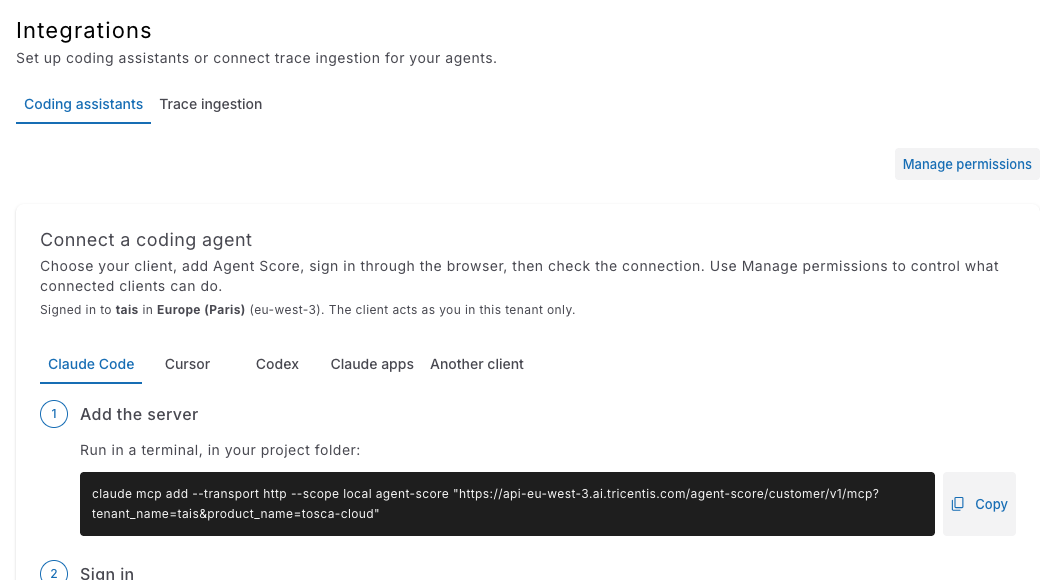 Integrations
Set up coding assistants or connect trace ingestion for your agents.
Coding assistants Trace ingestion
Manage permissions
Connect a coding agent
Choose your client, add Agent Score, sign in through the browser, then check the connection. Use Manage permissions to control what
connected clients can do.
Signed in to tais in Europe (Paris) (eu-west-3). The client acts as you in this tenant only.
Claude Code Cursor Codex Claude apps Another client
1 Add the server
Run in a terminal, in your project folder:
claude mcp add --transport http --scope local agent-score "https://api-eu-west-3.ai.tricentis.com/agent-score/customer/v1/mcp?
tenant_name=tais&product_name=tosca-cloud"
Copy
2 Sign in